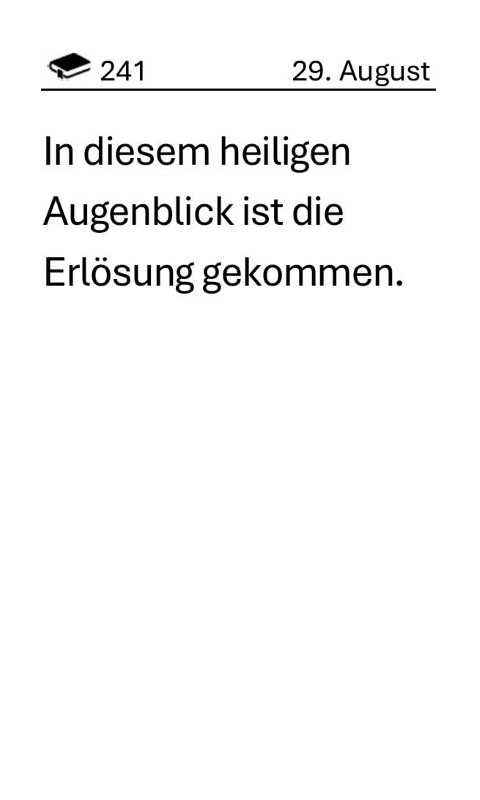 241 29. August
In diesem heiligen
Augenblick ist die
Erlösung gekommen.